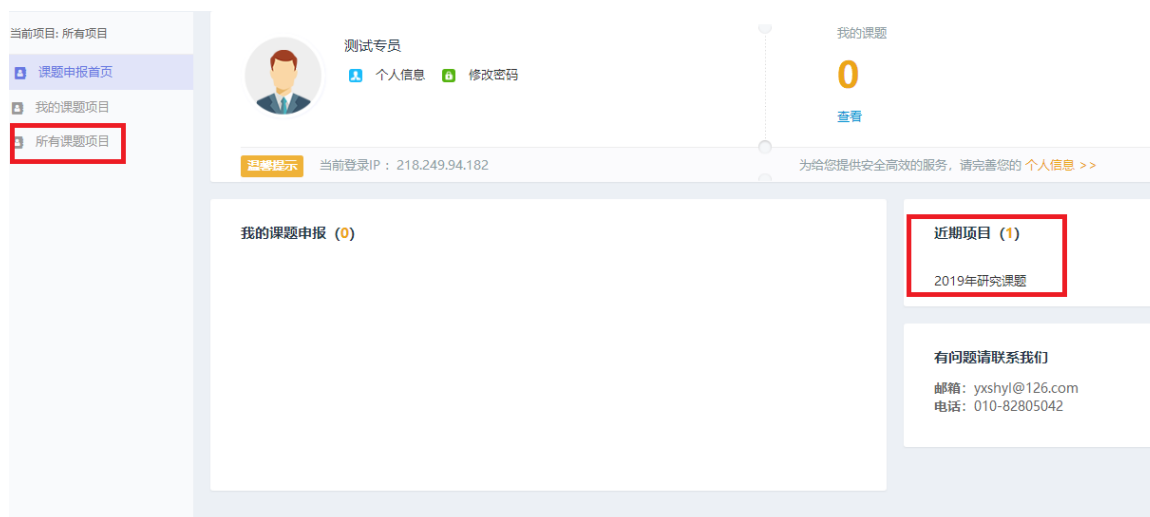 当前项目: 所有项目
课题申报首页
我的课题项目
所有课题项目
测试专员
个人信息 修改密码
我的课题
0
查看
温馨提示 当前登录IP : 218.249.94.182
为给您提供安全高效的服务，请完善您的 个人信息 >>
我的课题申报（0）
近期项目（1）
2019年研究课题
有问题请联系我们
邮箱：yxshyl@126.com
电话：010-82805042